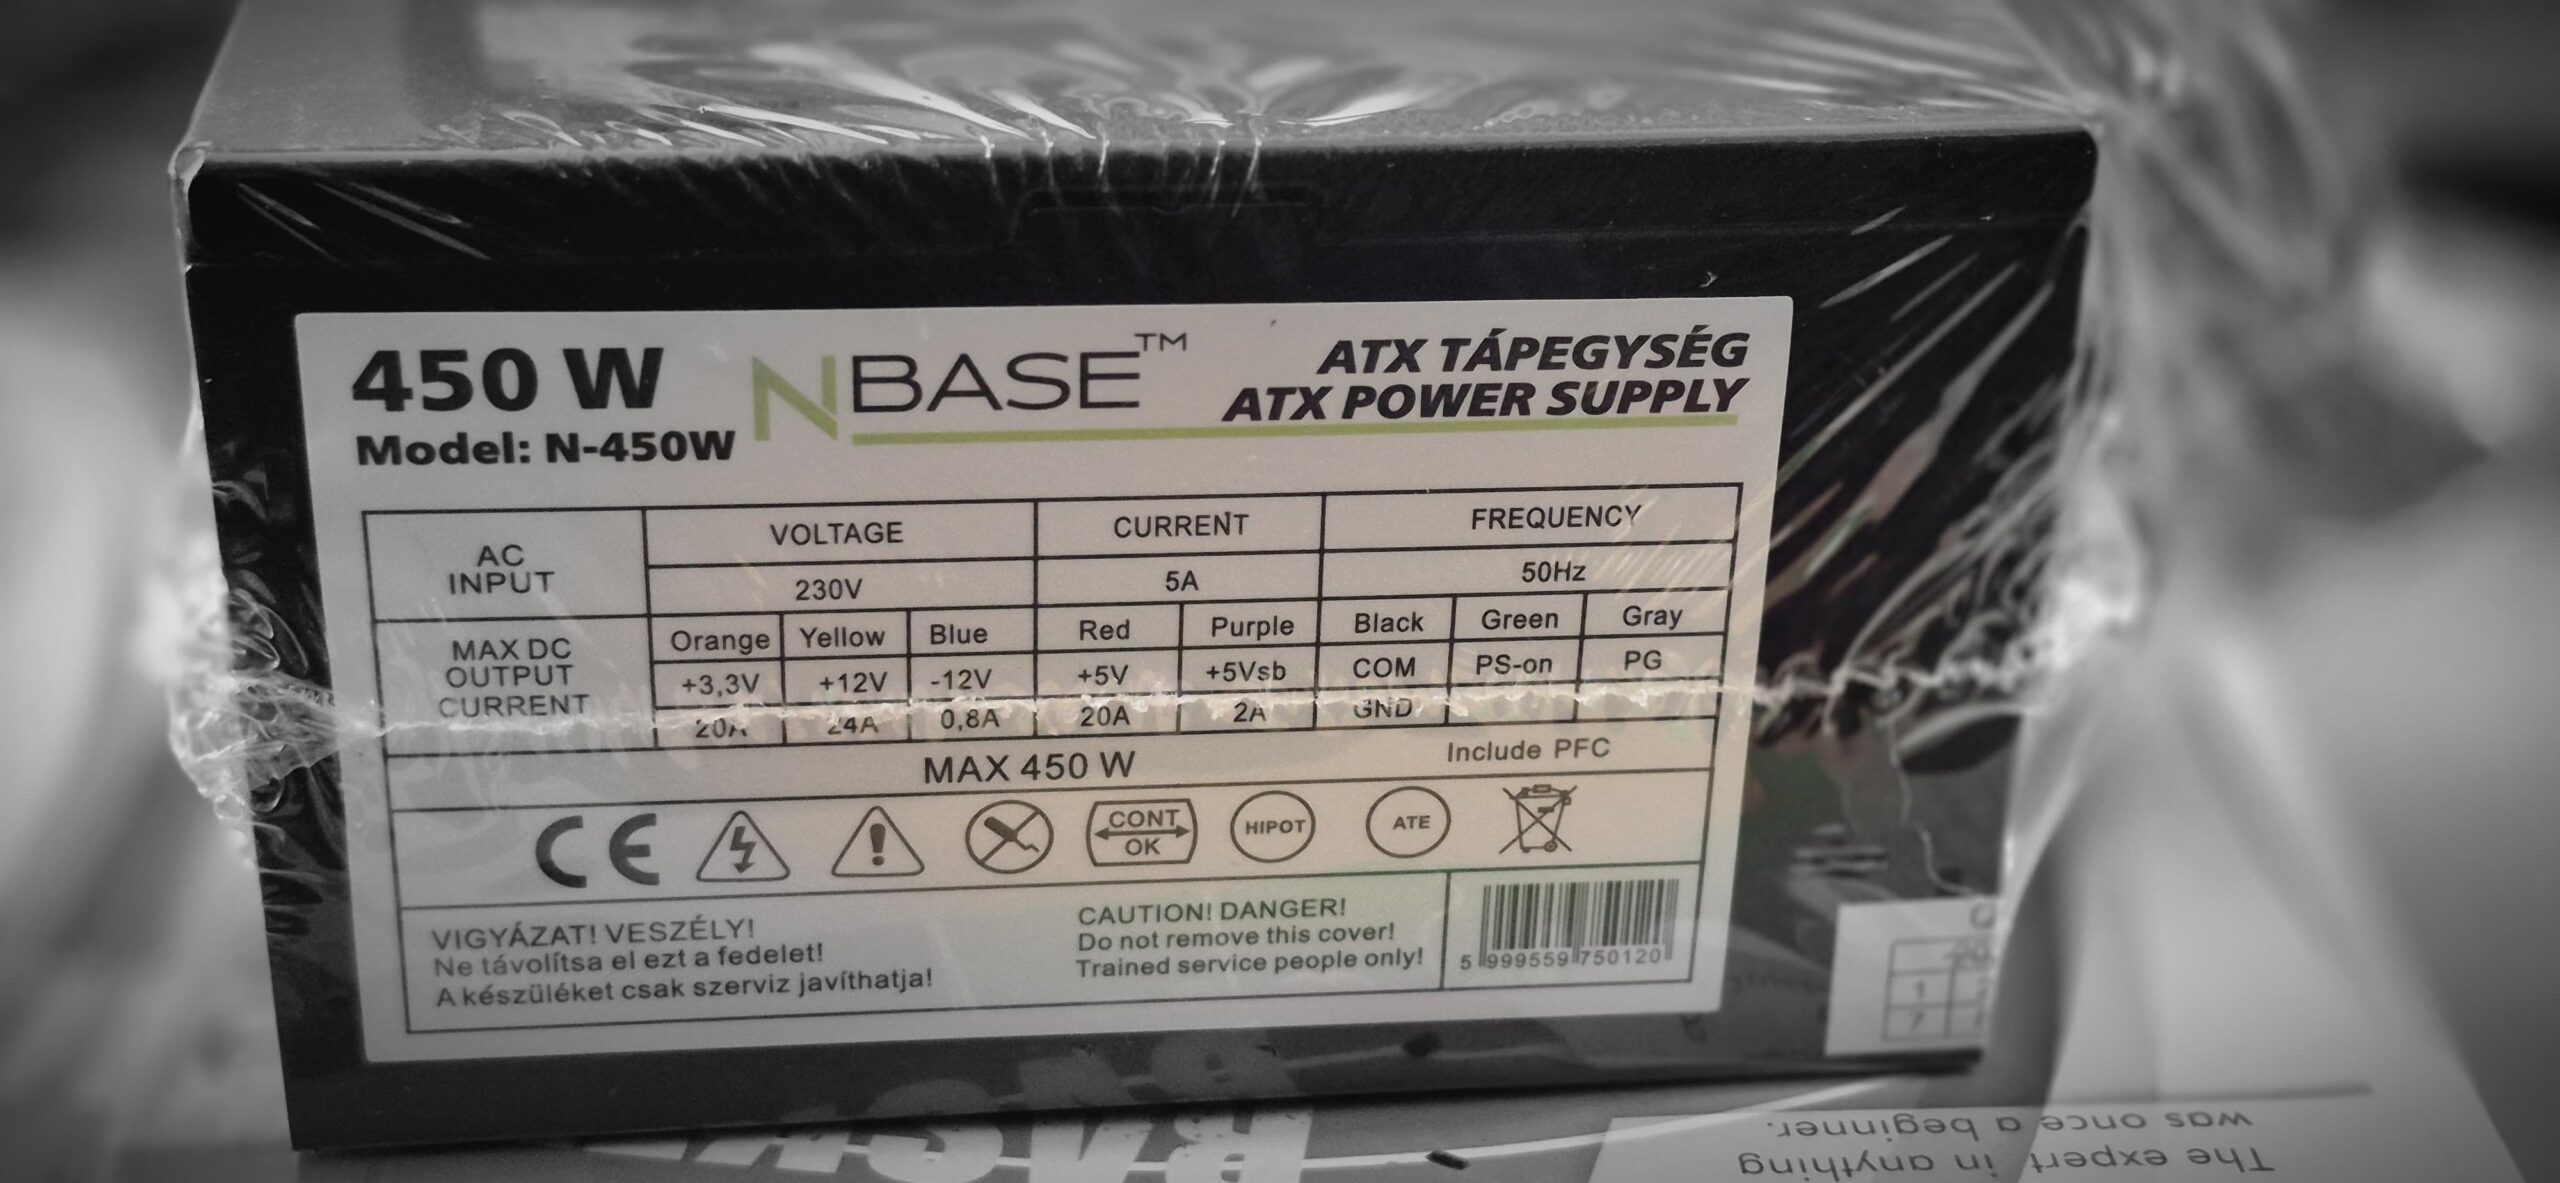 450 W
Model: N-450W
NBASE™
ATX TÁPEGYSÉG
ATX POWER SUPPLY
AC INPUT
VOLTAGE CURRENT FREQUENCY
230V 5A 50Hz
MAX DC OUTPUT CURRENT
Orange Yellow Blue Red Purple Black Green Gray
+3,3V +12V -12V +5V +5Vsb COM PS-on PG
20A 24A 0,8A 20A 2A GND
MAX 450 W
Include PFC
CE
CONT
OK
HIPOT
ATE
VIGYÁZAT! VESZÉLY!
Ne távolítsa el ezt a fedelet!
A készüléket csak szerviz javíthatja!
CAUTION! DANGER!
Do not remove this cover!
Trained service people only!
5 999559 750120
1
7
The expert in anything
was once a beginner.